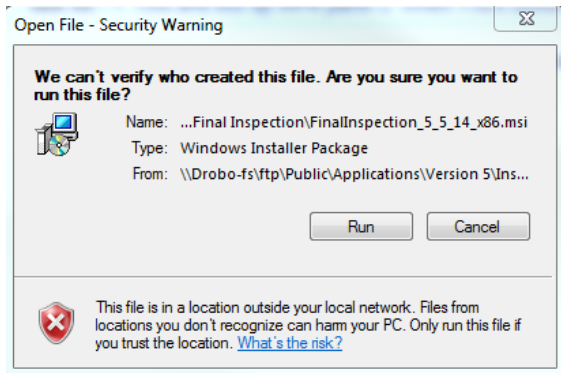 Open File - Security Warning
We can't verify who created this file. Are you sure you want to
run this file?
Name: ...Final Inspection\FinalInspection_5_5_14_x86.msi
Type: Windows Installer Package
From: \\Drobo-fs\ftp\Public\Applications\Version 5\Ins...
Run Cancel
This file is in a location outside your local network. Files from
locations you don't recognize can harm your PC. Only run this file if
you trust the location. What's the risk?